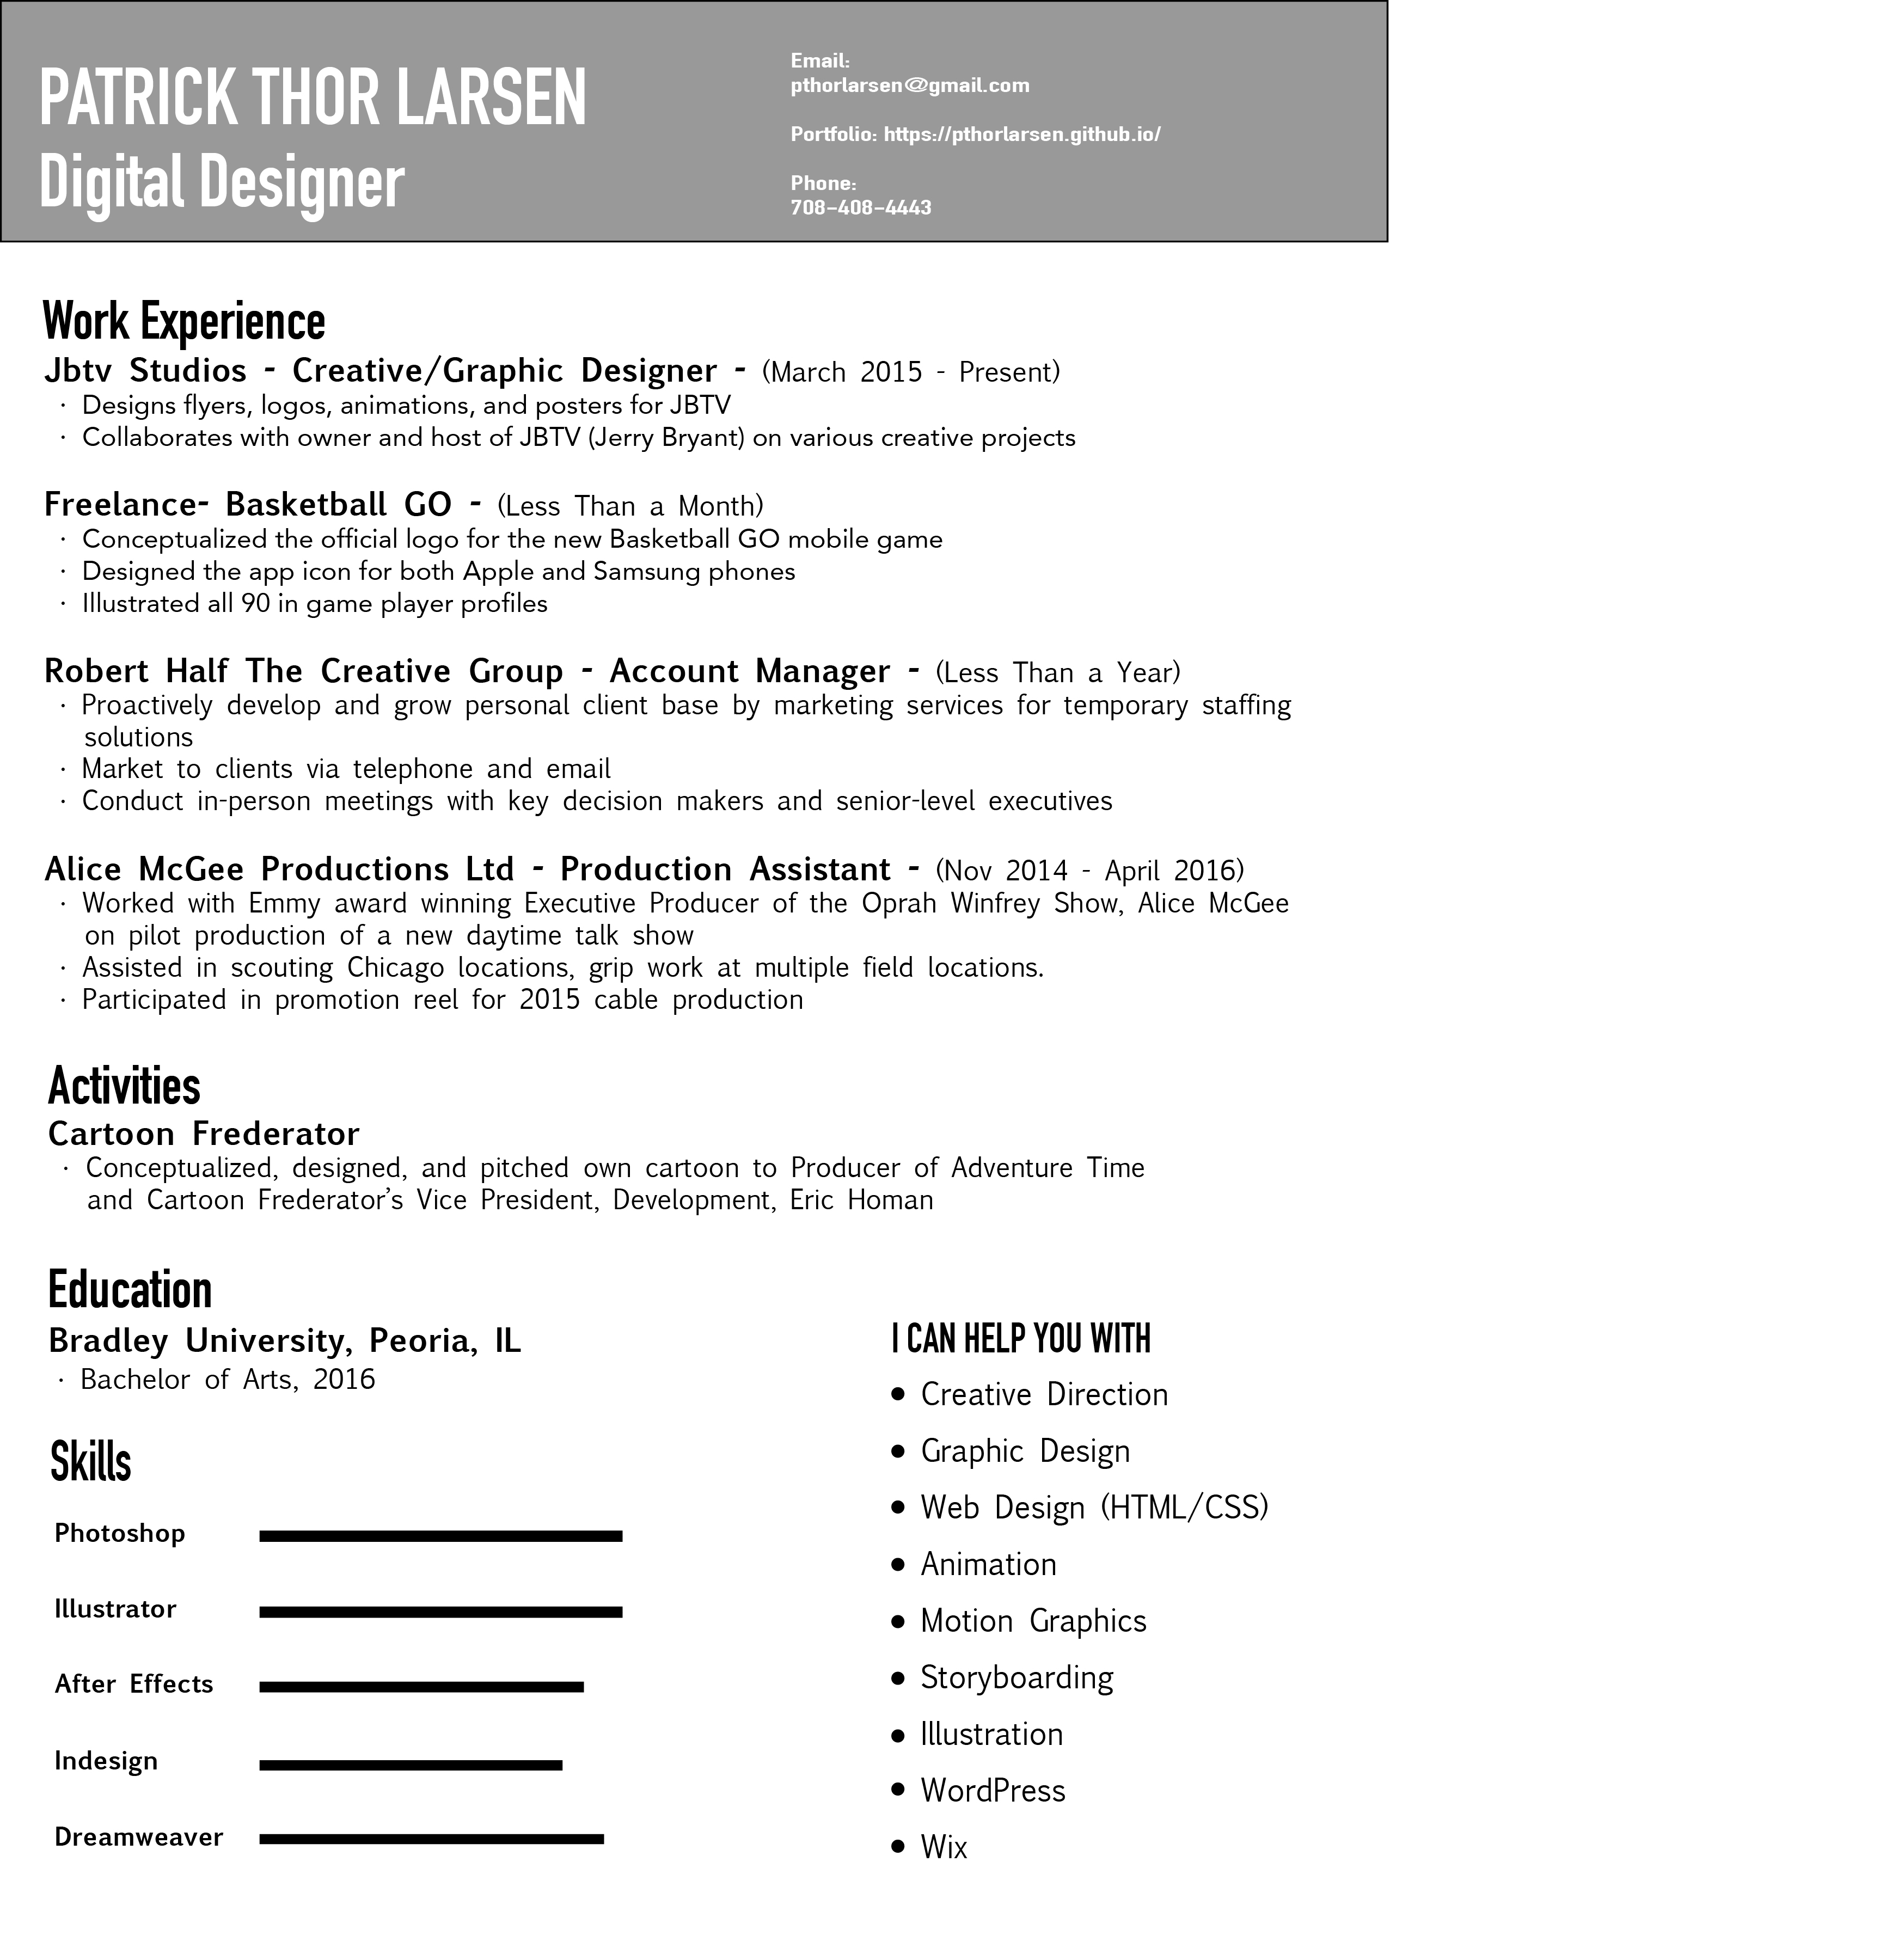 PATRICK THOR LARSEN
Digital Designer
Email:
pthorlarsen@gmail.com
Portfolio: https://pthorlarsen.github.io/
Phone:
708-408-4443
Work Experience
Jbtv Studios - Creative/Graphic Designer - (March 2015 - Present)
· Designs flyers, logos, animations, and posters for JBTV
· Collaborates with owner and host of JBTV (Jerry Bryant) on various creative projects
Freelance- Basketball GO - (Less Than a Month)
· Conceptualized the official logo for the new Basketball GO mobile game
· Designed the app icon for both Apple and Samsung phones
· Illustrated all 90 in game player profiles
Robert Half The Creative Group - Account Manager - (Less Than a Year)
· Proactively develop and grow personal client base by marketing services for temporary staffing
solutions
· Market to clients via telephone and email
· Conduct in-person meetings with key decision makers and senior-level executives
Alice McGee Productions Ltd - Production Assistant - (Nov 2014 - April 2016)
· Worked with Emmy award winning Executive Producer of the Oprah Winfrey Show, Alice McGee
on pilot production of a new daytime talk show
· Assisted in scouting Chicago locations, grip work at multiple field locations.
· Participated in promotion reel for 2015 cable production
Activities
Cartoon Frederator
· Conceptualized, designed, and pitched own cartoon to Producer of Adventure Time
and Cartoon Frederator’s Vice President, Development, Eric Homan
Education
Bradley University, Peoria, IL
· Bachelor of Arts, 2016
Skills
Photoshop
Illustrator
After Effects
Indesign
Dreamweaver
I CAN HELP YOU WITH
● Creative Direction
● Graphic Design
● Web Design (HTML/CSS)
● Animation
● Motion Graphics
● Storyboarding
● Illustration
● WordPress
● Wix